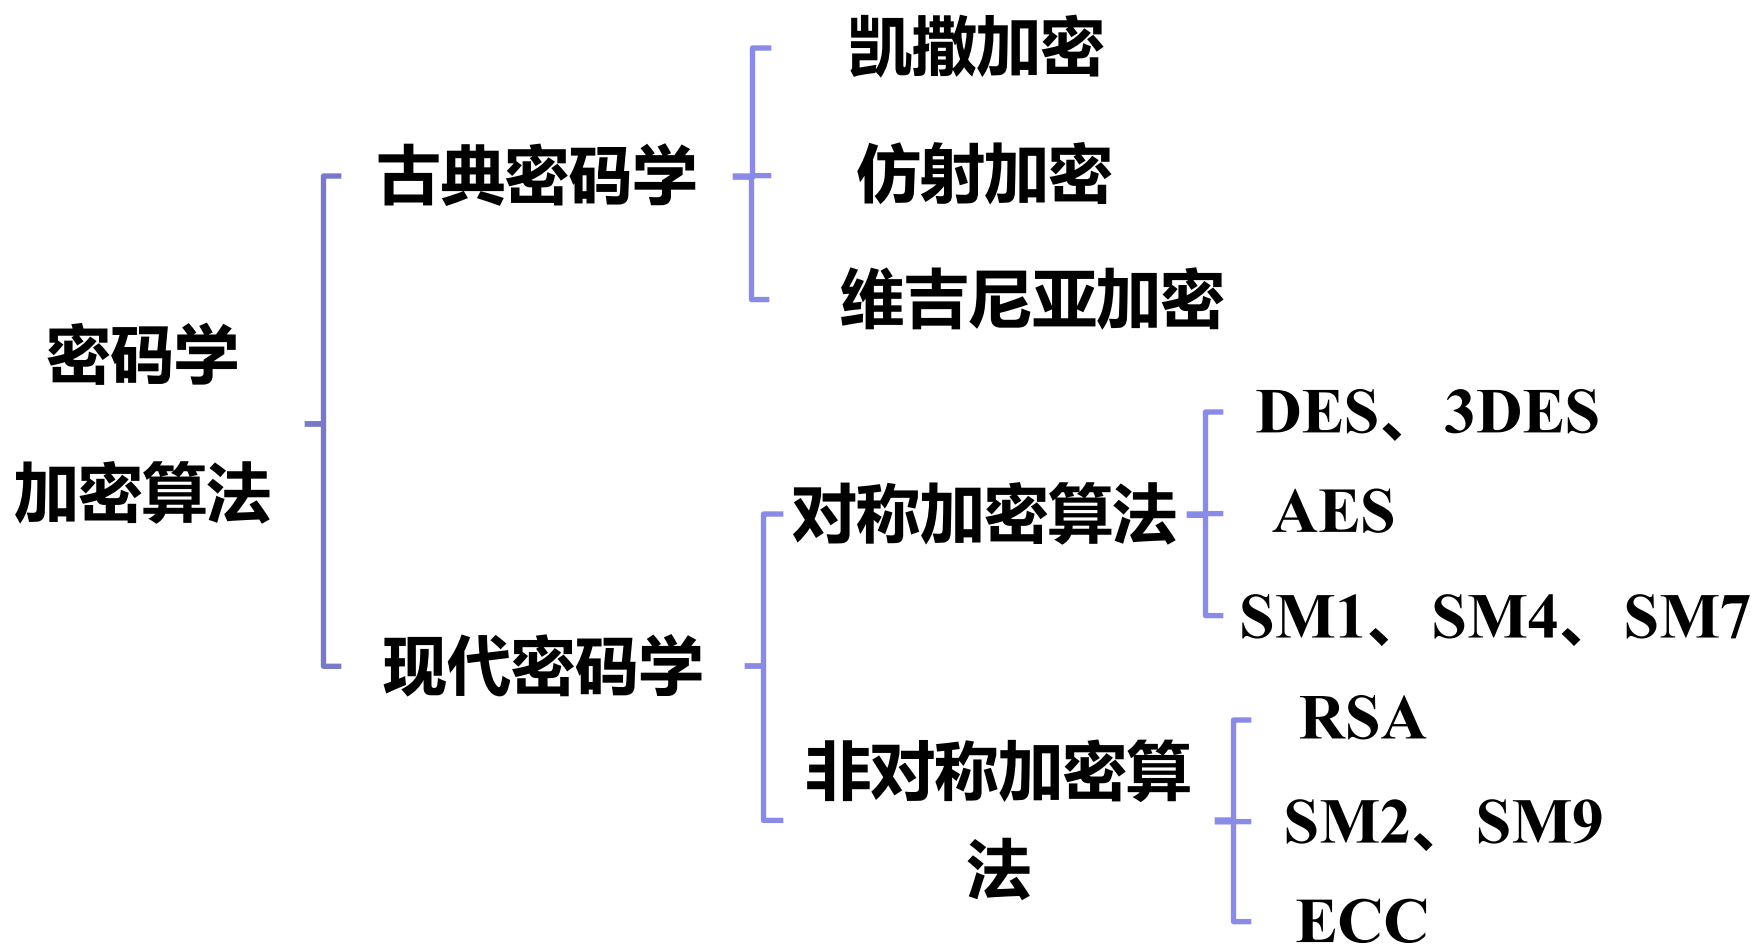 密码学
加密算法
古典密码学
凯撒加密
仿射加密
维吉尼亚加密
现代密码学
对称加密算法
DES、3DES
AES
SM1、SM4、SM7
非对称加密算
法
RSA
SM2、SM9
ECC